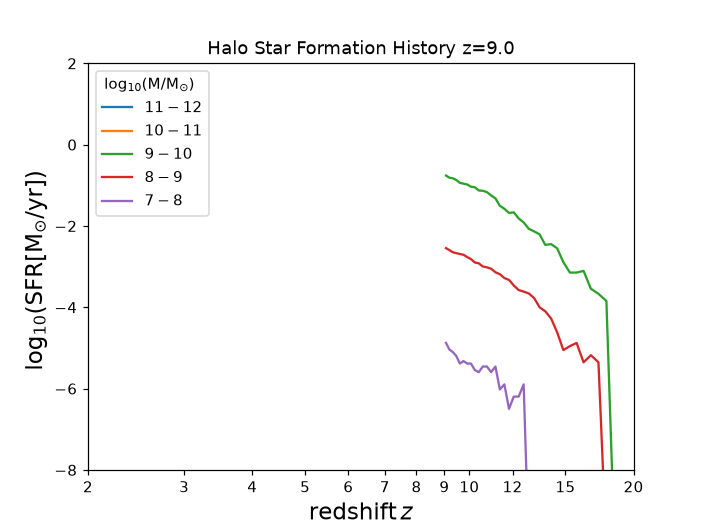 Halo Star Formation History z=9.0
log₁₀(M/M☉)
11 − 12
10 − 11
9 − 10
8 − 9
7 − 8
log₁₀(SFR[M☉/yr])
2
0
−2
−4
−6
−8
2 3 4 5 6 7 8 9 10 12 15 20
redshift z